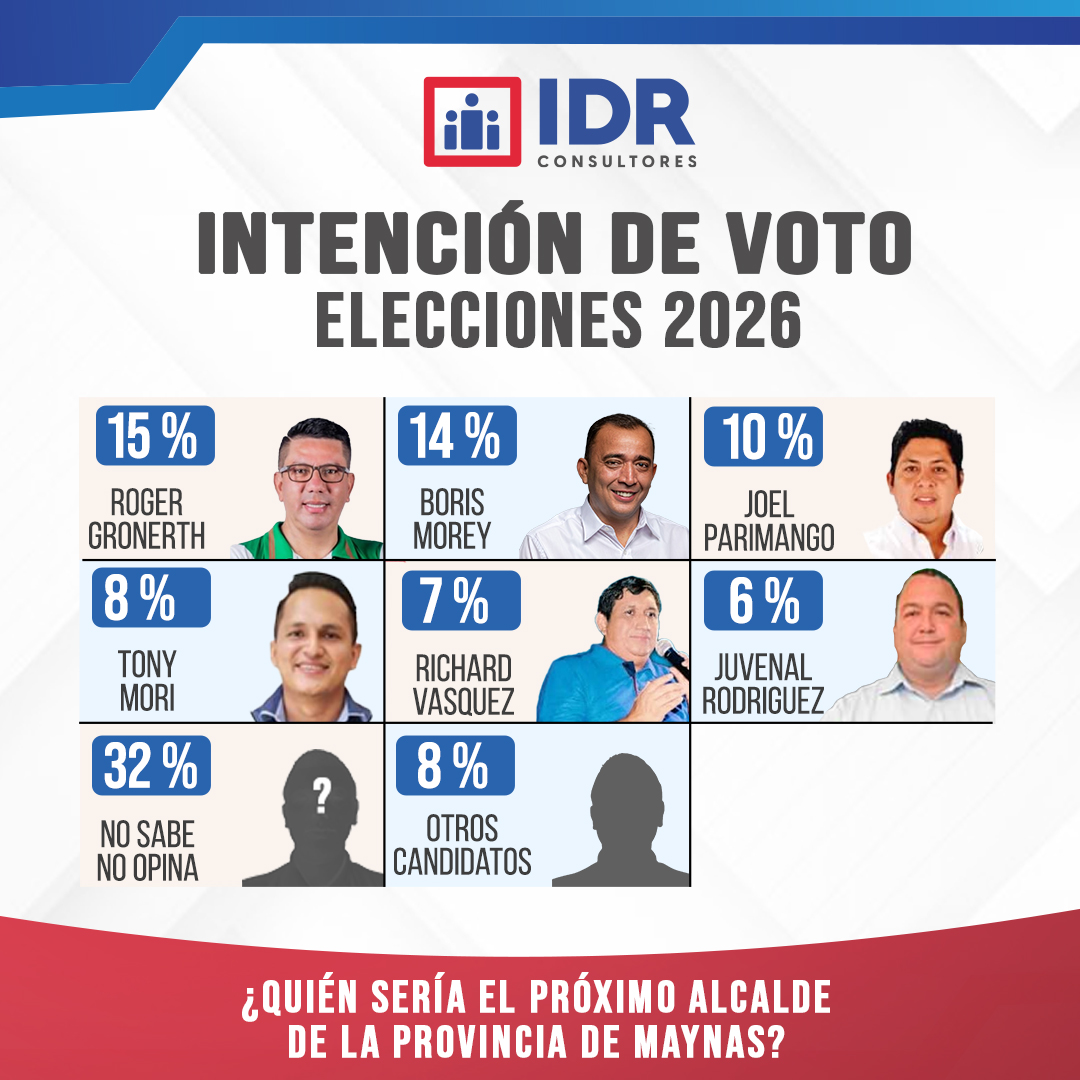 IDR
CONSULTORES
INTENCIÓN DE VOTO
ELECCIONES 2026
15 %
ROGER
GRONERTH
14 %
BORIS
MOREY
10 %
JOEL
PARIMANGO
8 %
TONY
MORI
7 %
RICHARD
VASQUEZ
6 %
JUVENAL
RODRIGUEZ
32 %
NO SABE
NO OPINA
?
8 %
OTROS
CANDIDATOS
¿QUIÉN SERÍA EL PRÓXIMO ALCALDE
DE LA PROVINCIA DE MAYNAS?